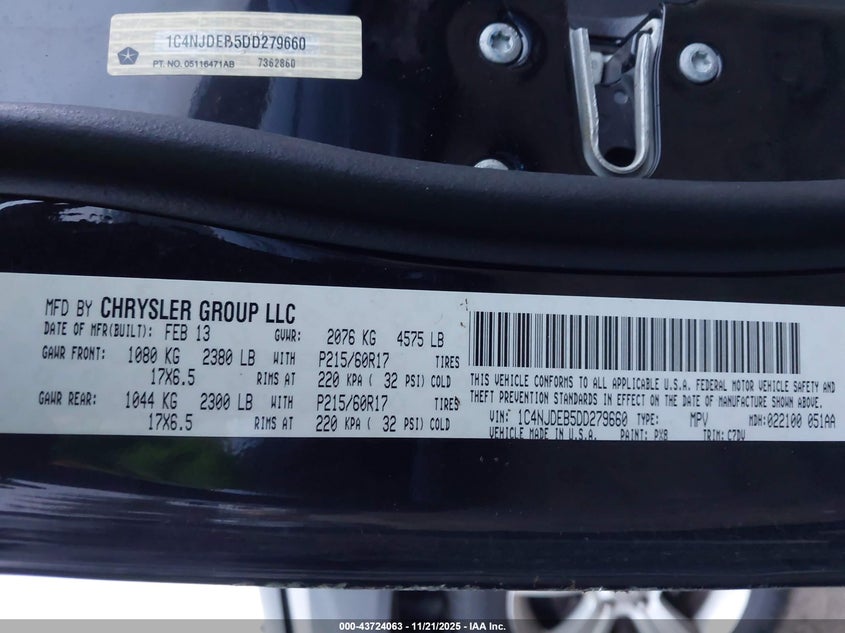 1C4NJDEB5DD279660
PT. NO. 05116471AB 7362860
MFD BY CHRYSLER GROUP LLC
DATE OF MFR(BUILT): FEB 13 GVWR: 2076 KG 4575 LB
GAWR FRONT: 1080 KG 2380 LB WITH P215/60R17 TIRES
17X6.5 RIMS AT 220 KPA ( 32 PSI) COLD
GAWR REAR: 1044 KG 2300 LB WITH P215/60R17 TIRES
17X6.5 RIMS AT 220 KPA ( 32 PSI) COLD
THIS VEHICLE CONFORMS TO ALL APPLICABLE U.S.A. FEDERAL MOTOR VEHICLE SAFETY AND
THEFT PREVENTION STANDARDS IN EFFECT ON THE DATE OF MANUFACTURE SHOWN ABOVE.
VIN: 1C4NJDEB5DD279660 TYPE: MPV MDH:022100 051AA
VEHICLE MADE IN U.S.A. PAINT: PX8 TRIM: C7DV
000-43724063 - 11/21/2025 - IAA Inc.